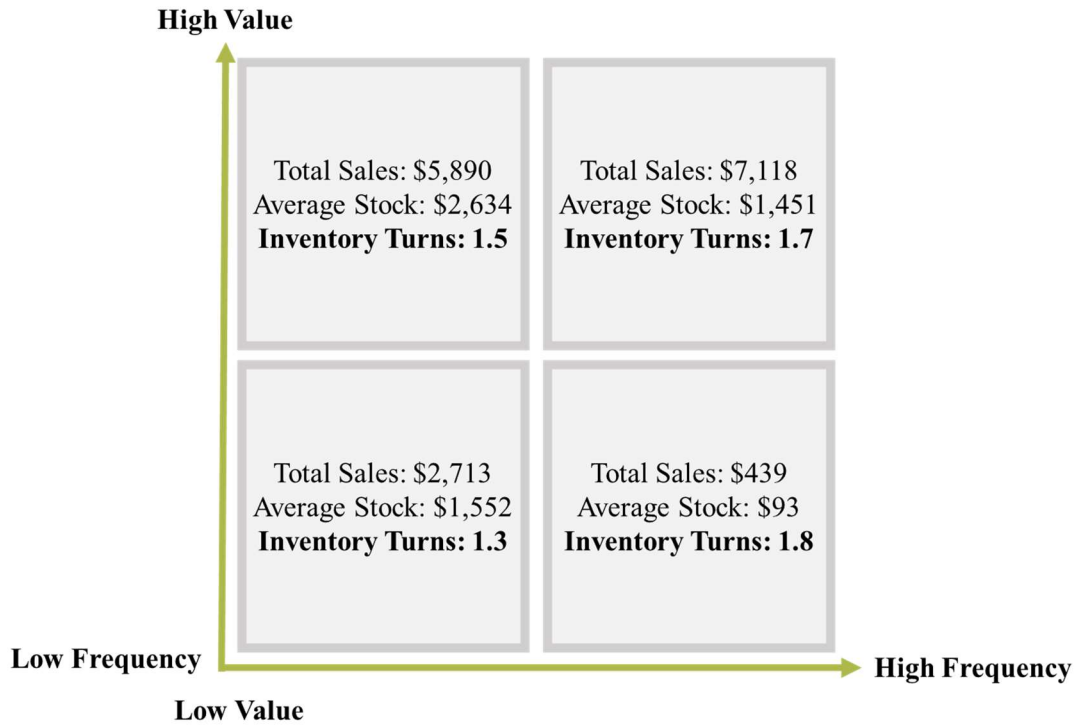 High Value
Total Sales: $5,890
Average Stock: $2,634
Inventory Turns: 1.5
Total Sales: $7,118
Average Stock: $1,451
Inventory Turns: 1.7
Total Sales: $2,713
Average Stock: $1,552
Inventory Turns: 1.3
Total Sales: $439
Average Stock: $93
Inventory Turns: 1.8
Low Frequency
High Frequency
Low Value